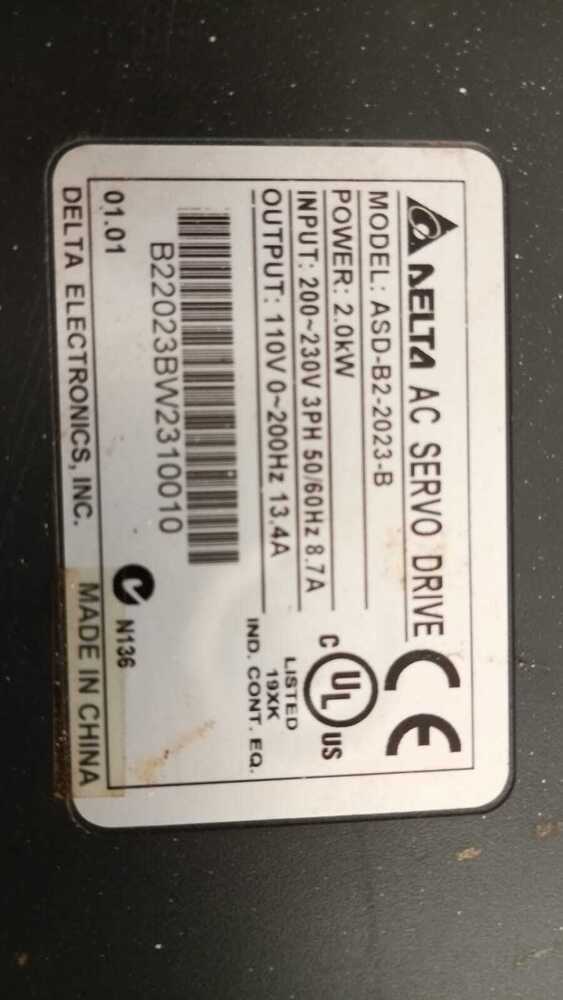 DELTA AC SERVO DRIVE
MODEL: ASD-B2-2023-B
POWER: 2.0kW
INPUT: 200~230V 3PH 50/60Hz 8.7A
OUTPUT: 110V 0~200Hz 13.4A
B22023BW2310010
01.01
DELTA ELECTRONICS, INC.
CE
C UL US
LISTED
19XK
IND. CONT. EQ.
N136
MADE IN CHINA